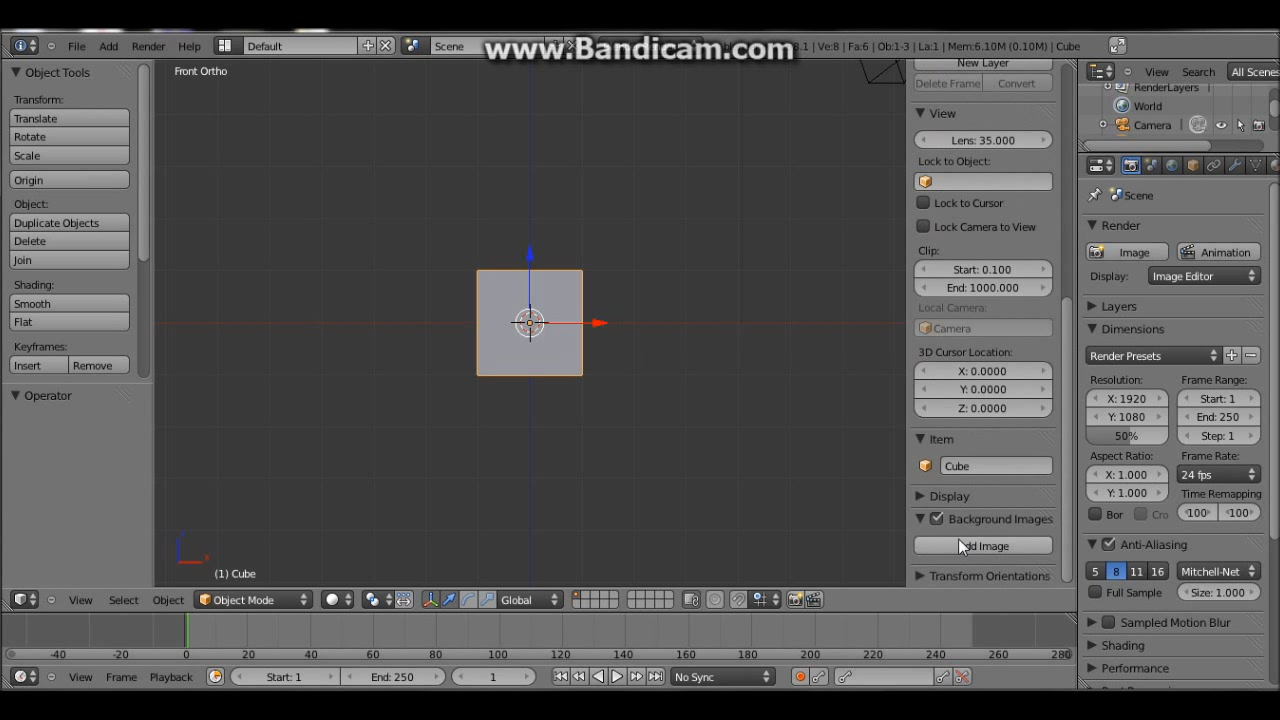 www.Bandicam.com
File Add Render Help Default Scene .1 | Ve:8 | Fa:6 | Ob:1-3 | La:1 | Mem:6.10M (0.10M) | Cube
View Search All Scenes
Object Tools
Transform:
Translate
Rotate
Scale
Origin
Object:
Duplicate Objects
Delete
Join
Shading:
Smooth
Flat
Keyframes:
Insert Remove
Operator
Front Ortho
(1) Cube
New Layer
Delete Frame Convert
View
Lens: 35.000
Lock to Object:
Lock to Cursor
Lock Camera to View
Clip:
Start: 0.100
End: 1000.000
Local Camera:
Camera
3D Cursor Location:
X: 0.0000
Y: 0.0000
Z: 0.0000
Item
Cube
Display
Background Images
dd Image
Transform Orientations
RenderLayers
World
Camera
Scene
Render
Image Animation
Display: Image Editor
Layers
Dimensions
Render Presets
Resolution: Frame Range:
X: 1920 Start: 1
Y: 1080 End: 250
50% Step: 1
Aspect Ratio: Frame Rate:
X: 1.000 24 fps
Y: 1.000 Time Remapping
Bor Cro 100 100
Anti-Aliasing
5 8 11 16 Mitchell-Net
Full Sample Size: 1.000
Sampled Motion Blur
Shading
Performance
View Select Object Object Mode Global
-40 -20 0 20 40 60 80 100 120 140 160 180 200 220 240 260 280
View Frame Playback Start: 1 End: 250 1 No Sync